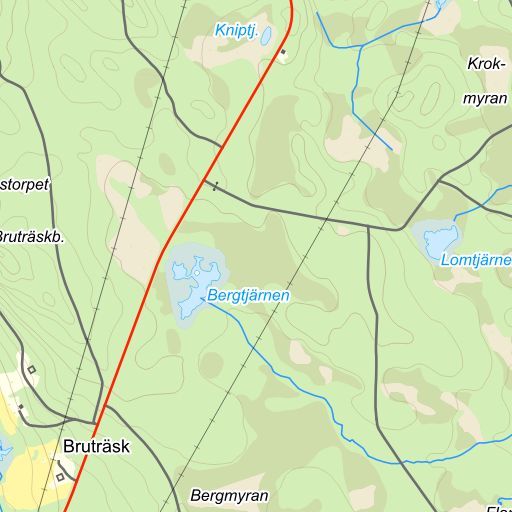 Kniptj.
Krok-
myran
storpet
Bruträskb.
Lomtjärne
Bergtjärnen
Bruträsk
Bergmyran